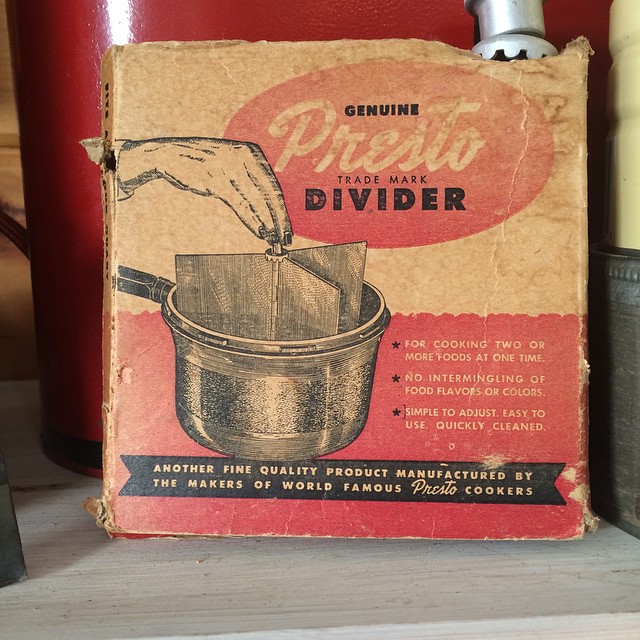 GENUINE
Presto
TRADE MARK
DIVIDER
★ FOR COOKING TWO OR
MORE FOODS AT ONE TIME.
★ NO INTERMINGLING OF
FOOD FLAVORS OR COLORS.
★ SIMPLE TO ADJUST. EASY TO
USE. QUICKLY CLEANED.
ANOTHER FINE QUALITY PRODUCT MANUFACTURED BY
THE MAKERS OF WORLD FAMOUS Presto COOKERS